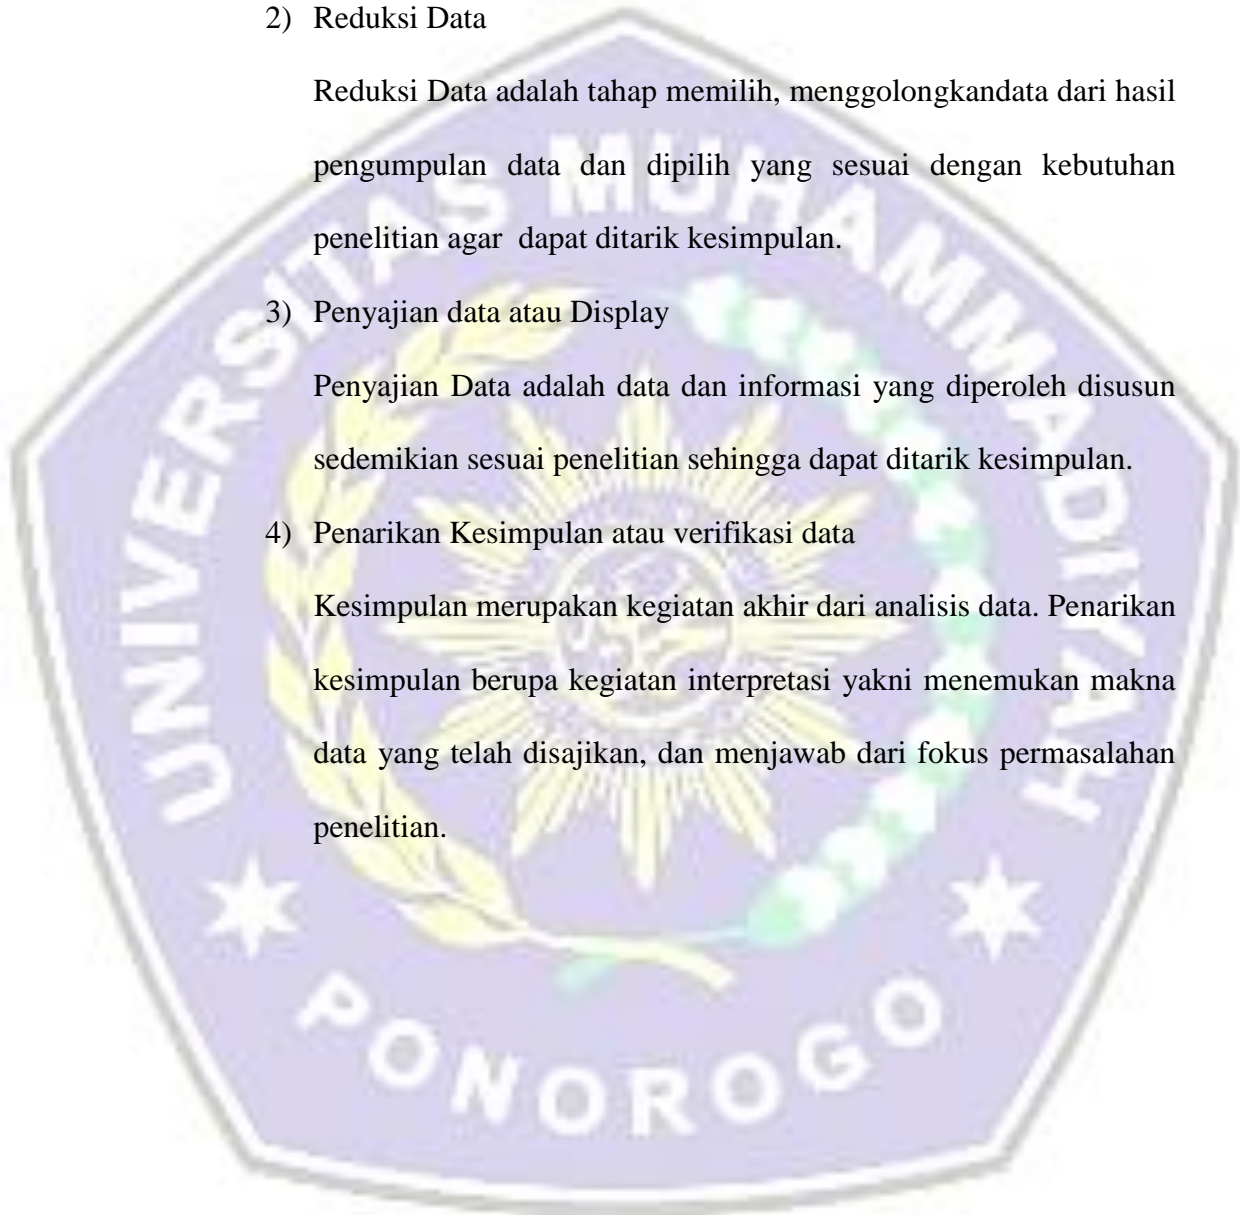 2) Reduksi Data
Reduksi Data adalah tahap memilih, menggolongkandata dari hasil
pengumpulan data dan dipilih yang sesuai dengan kebutuhan
penelitian agar  dapat ditarik kesimpulan.
3) Penyajian data atau Display
Penyajian Data adalah data dan informasi yang diperoleh disusun
sedemikian sesuai penelitian sehingga dapat ditarik kesimpulan.
4) Penarikan Kesimpulan atau verifikasi data
Kesimpulan merupakan kegiatan akhir dari analisis data. Penarikan
kesimpulan berupa kegiatan interpretasi yakni menemukan makna
data yang telah disajikan, dan menjawab dari fokus permasalahan
penelitian.
UNIVERSITAS MUHAMMADIYAH
PONOROGO